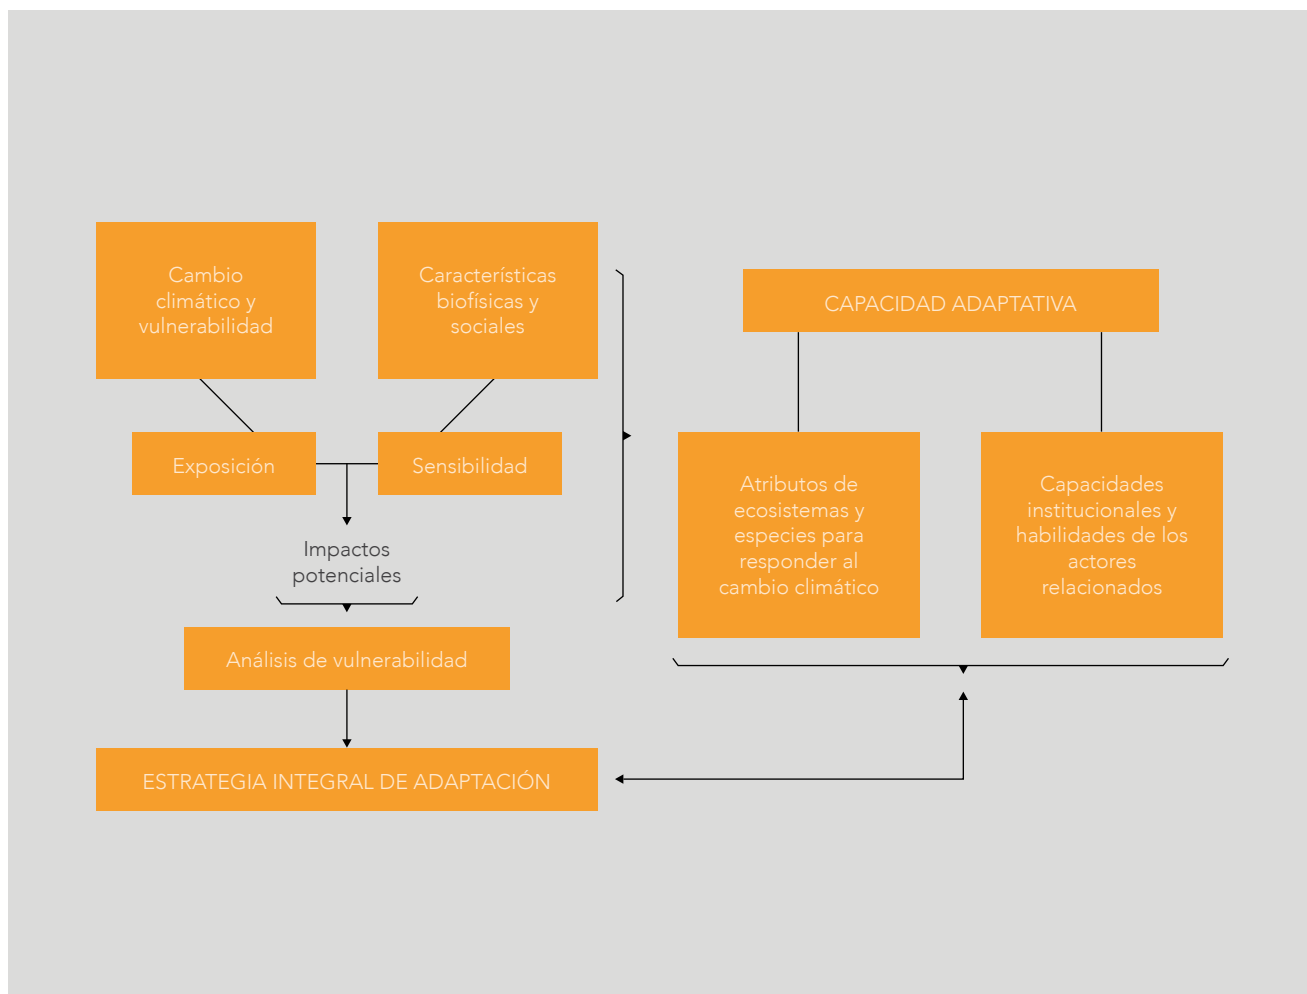 Cambio
climático y
vulnerabilidad
Características
biofísicas y
sociales
Exposición
Sensibilidad
Impactos
potenciales
Análisis de vulnerabilidad
ESTRATEGIA INTEGRAL DE ADAPTACIÓN
CAPACIDAD ADAPTATIVA
Atributos de
ecosistemas y
especies para
responder al
cambio climático
Capacidades
institucionales y
habilidades de los
actores
relacionados